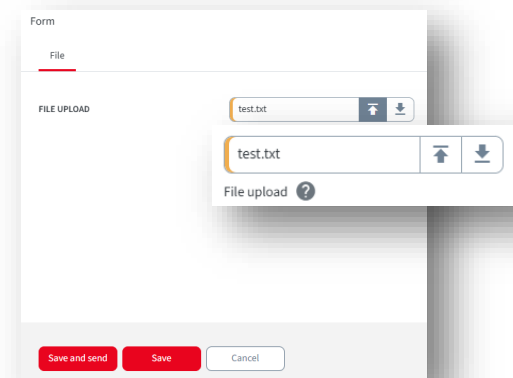 Form
File
FILE UPLOAD
test.txt
test.txt
File upload ?
Save and send
Save
Cancel